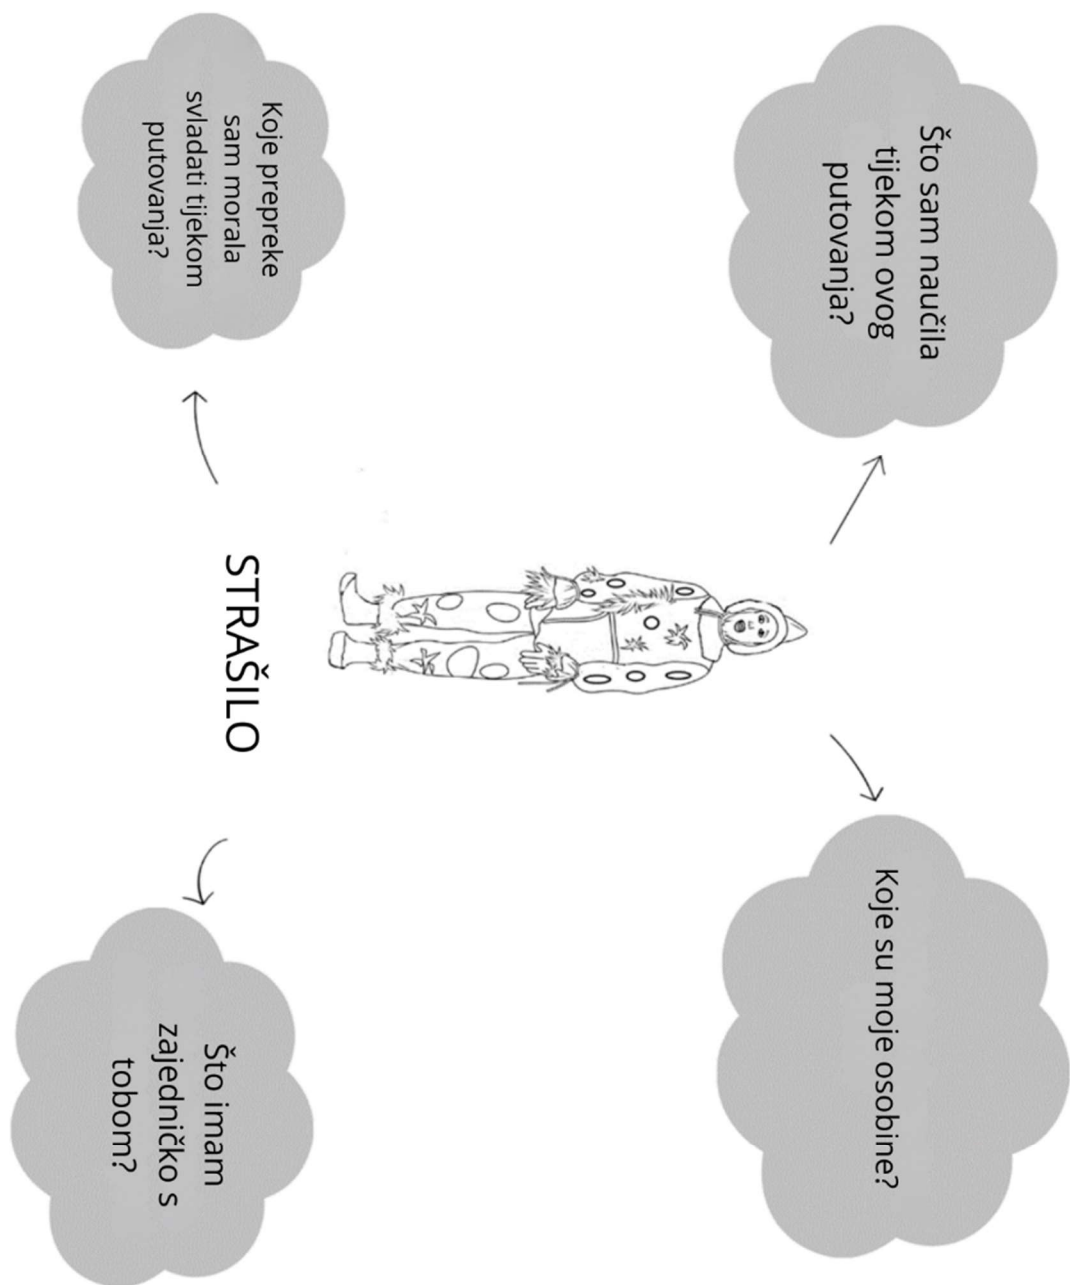 Što sam naučila
tijekom ovog
putovanja?
Koje su moje osobine?
Koje prepreke
sam morala
svladati tijekom
putovanja?
STRAŠILO
Što imam
zajedničko s
tobom?